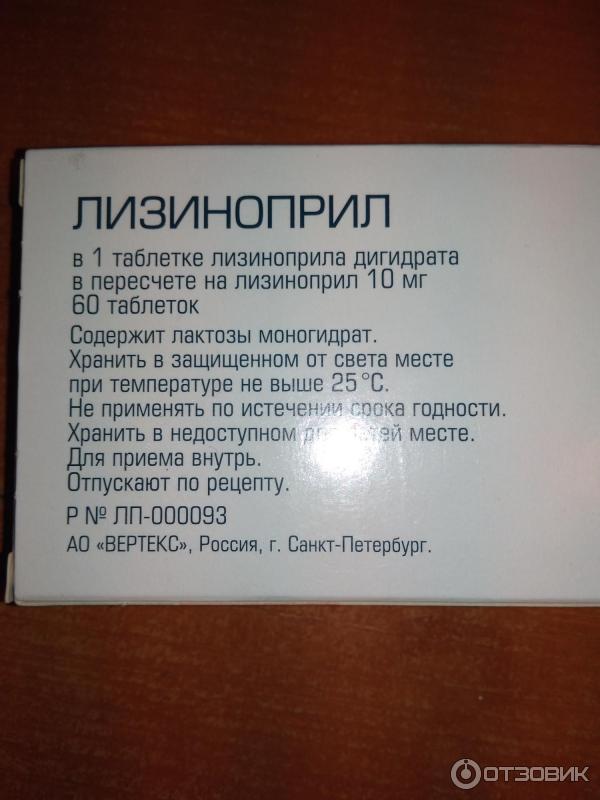 ЛИЗИНОПРИЛ
в 1 таблетке лизиноприла дигидрата
в пересчете на лизиноприл 10 мг
60 таблеток
Содержит лактозы моногидрат.
Хранить в защищенном от света месте
при температуре не выше 25°С.
Не применять по истечении срока годности.
Хранить в недоступном для детей месте.
Для приема внутрь.
Отпускают по рецепту.
Р № ЛП-000093
АО «ВЕРТЕКС», Россия, г. Санкт-Петербург.
ОТЗОВИК